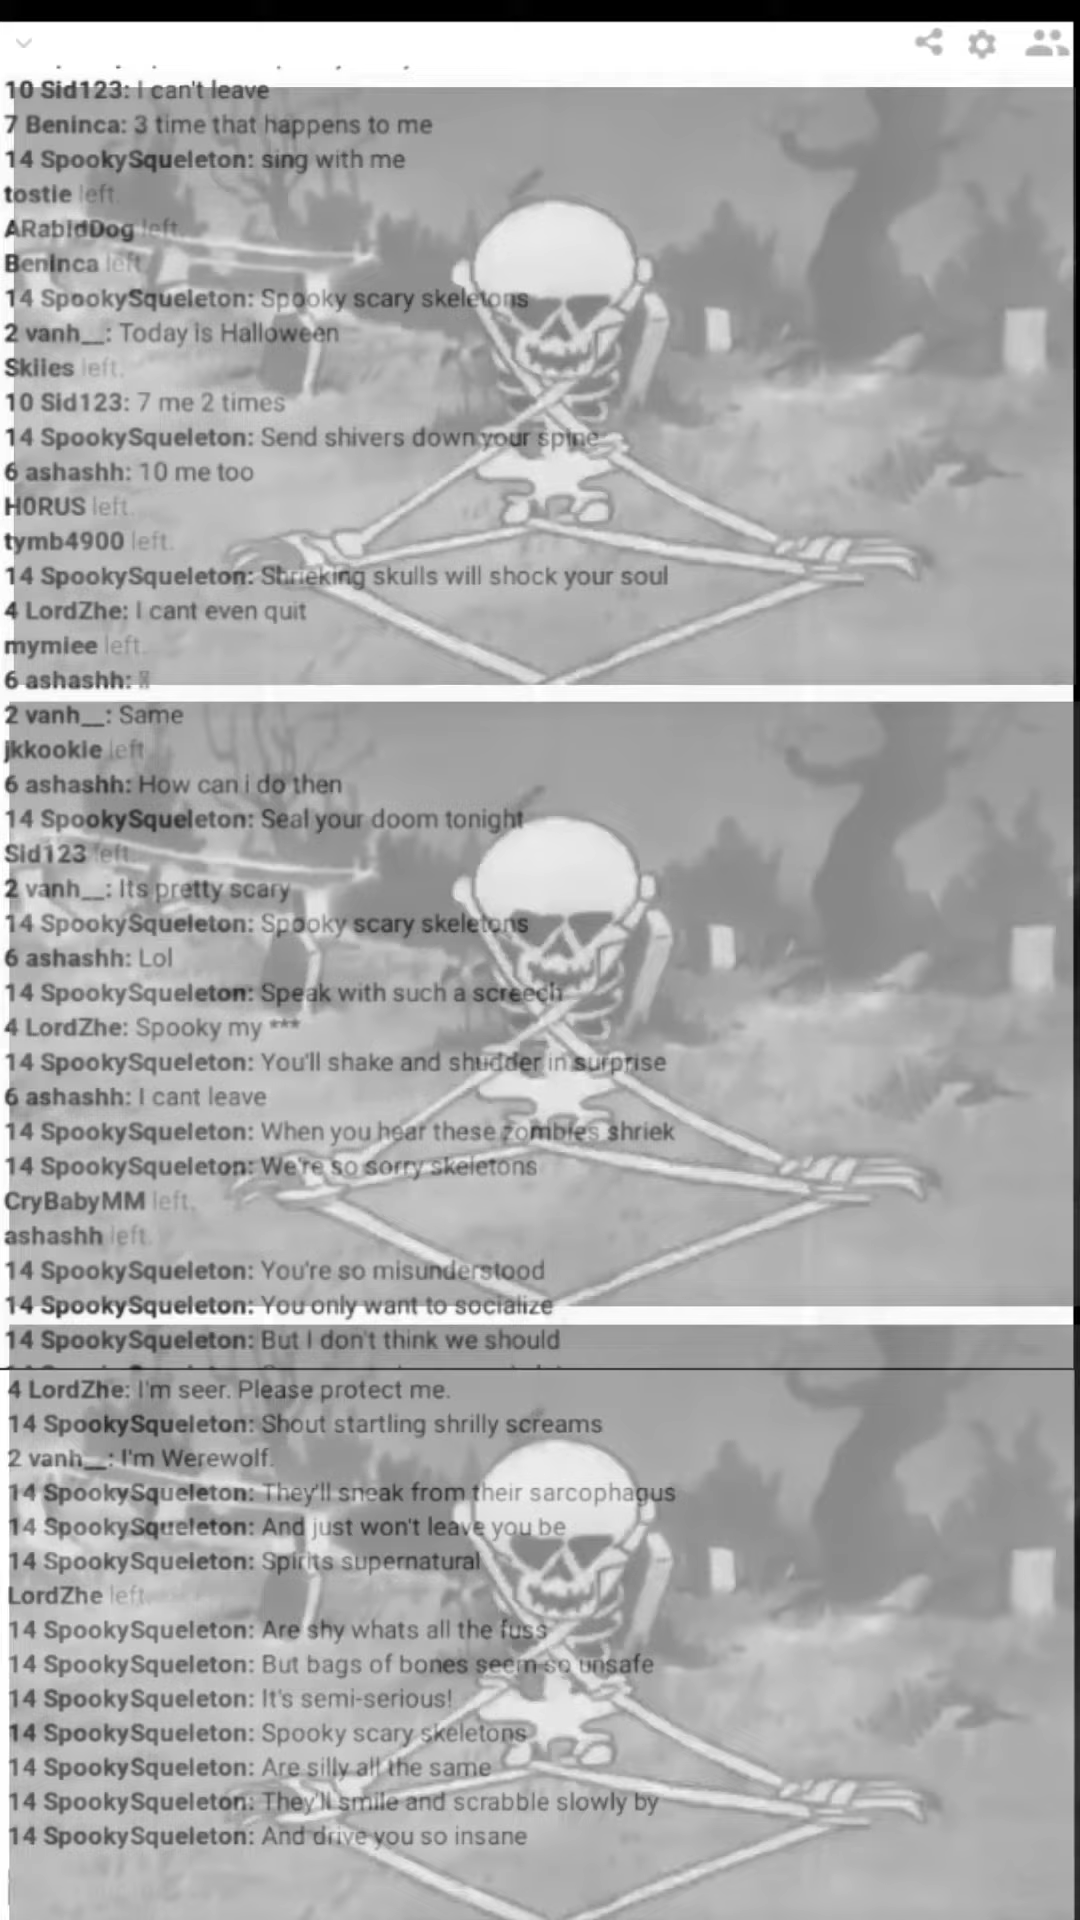 10 Sid123: I can't leave
7 Beninca: 3 time that happens to me
14 SpookySqueleton: sing with me
tostie left.
ARabidDog left.
Beninca left.
14 SpookySqueleton: Spooky scary skeletons
2 vanh__: Today is Halloween
Skiles left.
10 Sid123: 7 me 2 times
14 SpookySqueleton: Send shivers down your spine
6 ashashh: 10 me too
H0RUS left.
tymb4900 left.
14 SpookySqueleton: Shrieking skulls will shock your soul
4 LordZhe: I cant even quit
mymiee left.
6 ashashh:
2 vanh__: Same
jkkookie left
6 ashashh: How can i do then
14 SpookySqueleton: Seal your doom tonight
Sid123 left.
2 vanh__: Its pretty scary
14 SpookySqueleton: Spooky scary skeletons
6 ashashh: Lol
14 SpookySqueleton: Speak with such a screech
4 LordZhe: Spooky my ***
14 SpookySqueleton: You'll shake and shudder in surprise
6 ashashh: I cant leave
14 SpookySqueleton: When you hear these zombies shriek
14 SpookySqueleton: We're so sorry skeletons
CryBabyMM left.
ashashh left.
14 SpookySqueleton: You're so misunderstood
14 SpookySqueleton: You only want to socialize
14 SpookySqueleton: But I don't think we should
4 LordZhe: I'm seer. Please protect me.
14 SpookySqueleton: Shout startling shrilly screams
2 vanh__: I'm Werewolf.
14 SpookySqueleton: They'll sneak from their sarcophagus
14 SpookySqueleton: And just won't leave you be
14 SpookySqueleton: Spirits supernatural
LordZhe left.
14 SpookySqueleton: Are shy whats all the fuss
14 SpookySqueleton: But bags of bones seem so unsafe
14 SpookySqueleton: It's semi-serious!
14 SpookySqueleton: Spooky scary skeletons
14 SpookySqueleton: Are silly all the same
14 SpookySqueleton: They'll smile and scrabble slowly by
14 SpookySqueleton: And drive you so insane